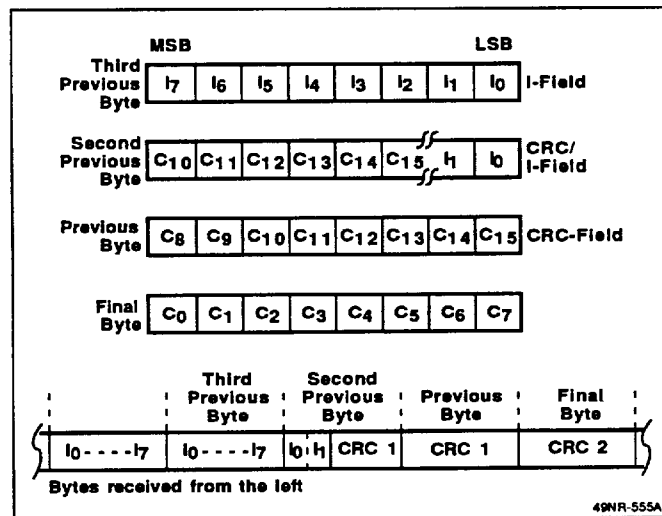 MSB LSB
Third Previous Byte I7 I6 I5 I4 I3 I2 I1 I0 I-Field
Second Previous Byte C10 C11 C12 C13 C14 C15 I1 I0 CRC/ I-Field
Previous Byte C8 C9 C10 C11 C12 C13 C14 C15 CRC-Field
Final Byte C0 C1 C2 C3 C4 C5 C6 C7
Third Previous Byte Second Previous Byte Previous Byte Final Byte
I0 - - - - I7 I0 - - - - I7 I0 I1 CRC 1 CRC 1 CRC 2
Bytes received from the left
49NR-555A